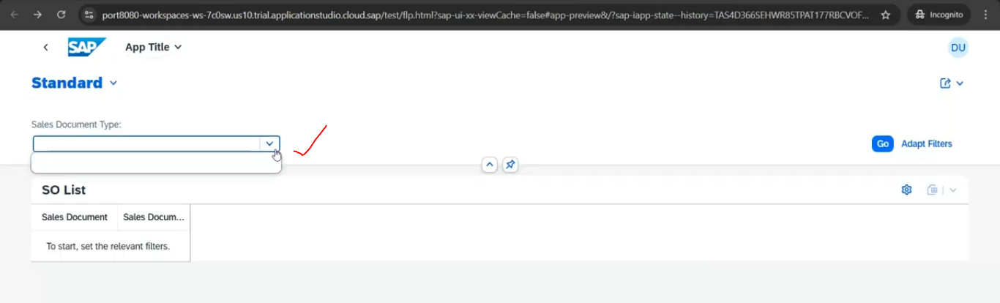 port8080-workspaces-ws-7c0sw.us10.trial.applicationstudio.cloud.sap/test/flp.html?sap-ui-xx-viewCache=false#app-preview&/?sap-iapp-state--history=TAS4D366SEHWR85TPAT177RBCVOF... Incognito
SAP App Title DU
Standard
Sales Document Type:
Go Adapt Filters
SO List
Sales Document Sales Docum...
To start, set the relevant filters.